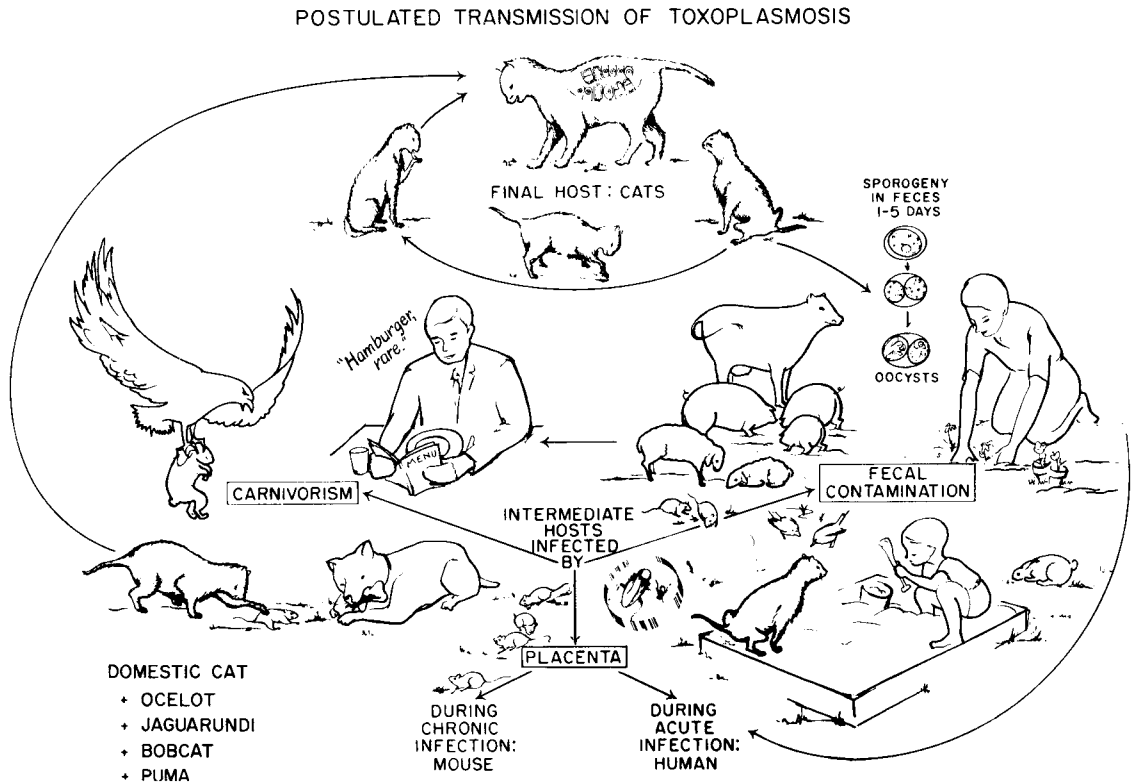 POSTULATED TRANSMISSION OF TOXOPLASMOSIS
FINAL HOST: CATS
SPOROGENY
IN FECES
1-5 DAYS
OOCYSTS
"Hamburger,
rare."
MENU
CARNIVORISM
FECAL
CONTAMINATION
INTERMEDIATE
HOSTS
INFECTED
BY
PLACENTA
DURING
CHRONIC
INFECTION:
MOUSE
DURING
ACUTE
INFECTION:
HUMAN
DOMESTIC CAT
+ OCELOT
+ JAGUARUNDI
+ BOBCAT
+ PUMA